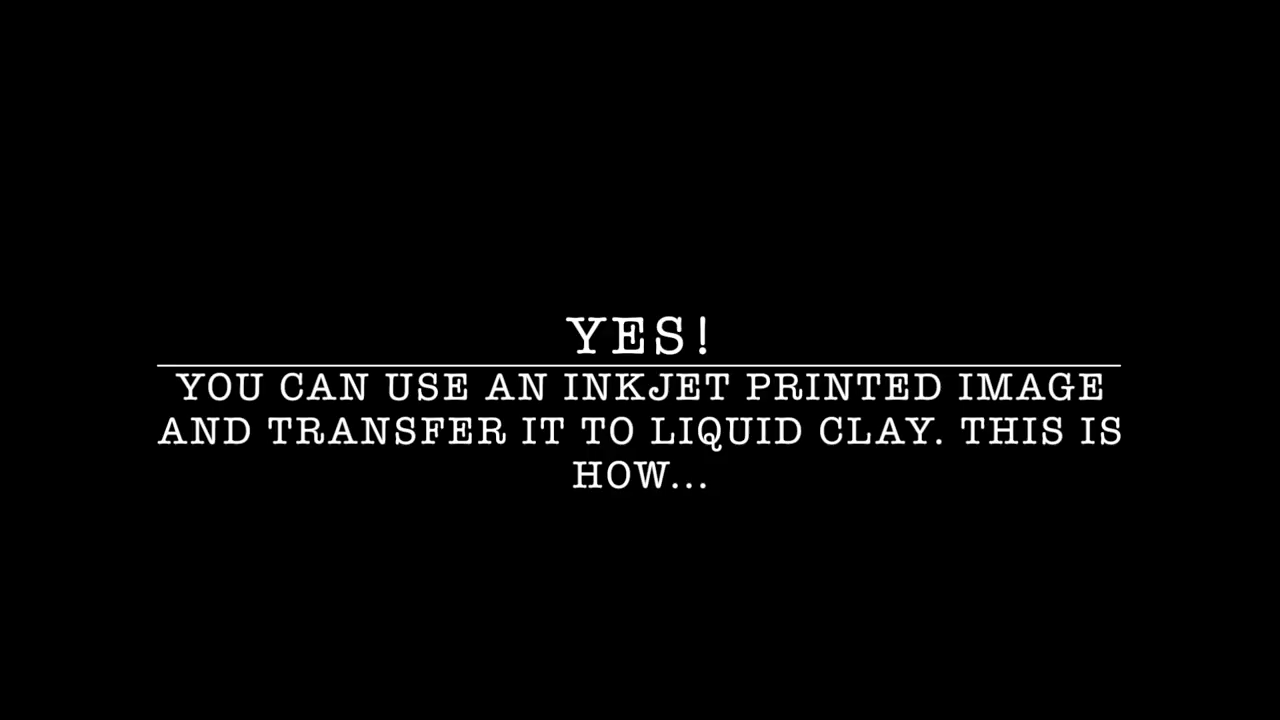 YES!
YOU CAN USE AN INKJET PRINTED IMAGE
AND TRANSFER IT TO LIQUID CLAY. THIS IS
HOW...